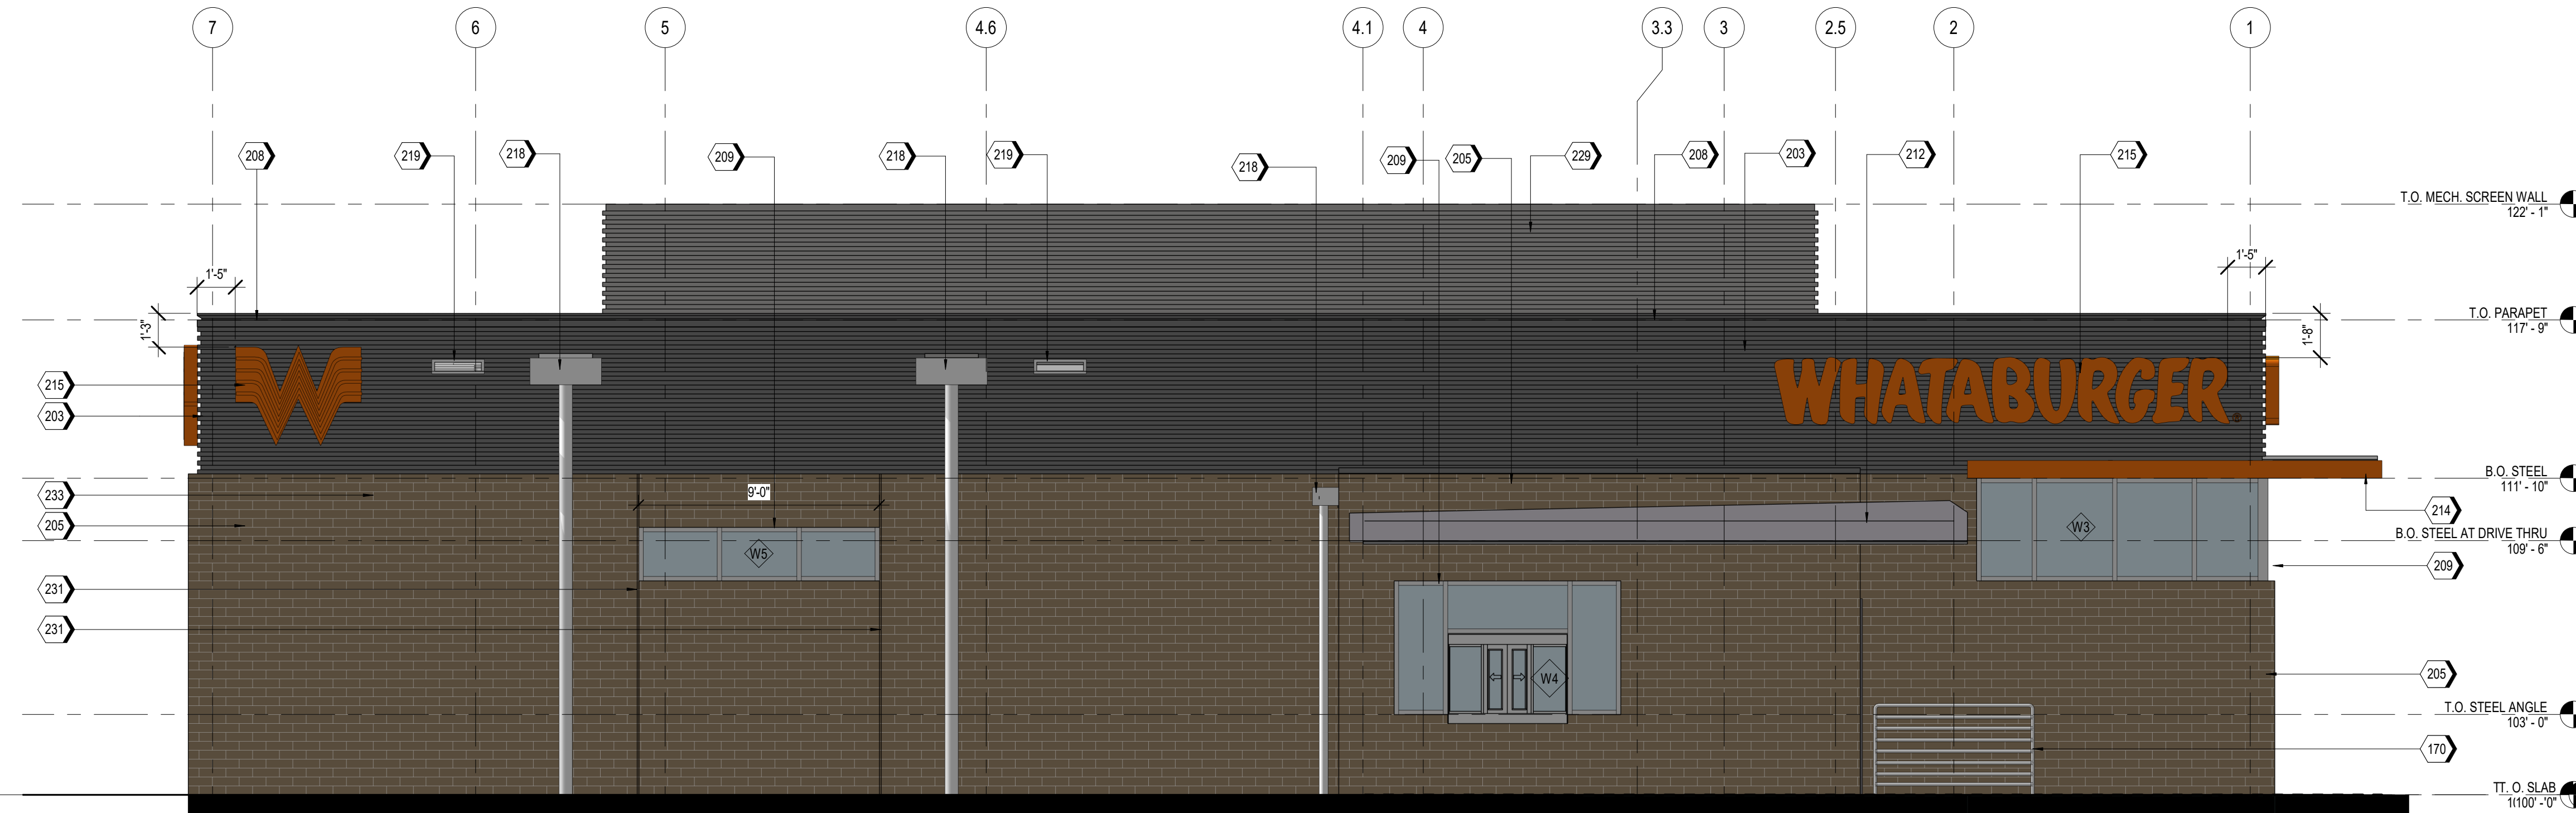 7 6 5 4.6 4.1 4 3.3 3 2.5 2 1
208 219 218 209 218 219 218 209 205 229 208 203 212 215
T.O. MECH. SCREEN WALL
122' - 1"
1'-5" 1'-5"
T.O. PARAPET
117' - 9"
1'-3" 1'-8"
215
WHATABURGER®
203
B.O. STEEL
111' - 10"
233
9'-0"
205
214
W3
B.O. STEEL AT DRIVE THRU
109' - 6"
W5
209
231
231
205
W4
T.O. STEEL ANGLE
103' - 0"
170
TT. O. SLAB
1(100' -'0"